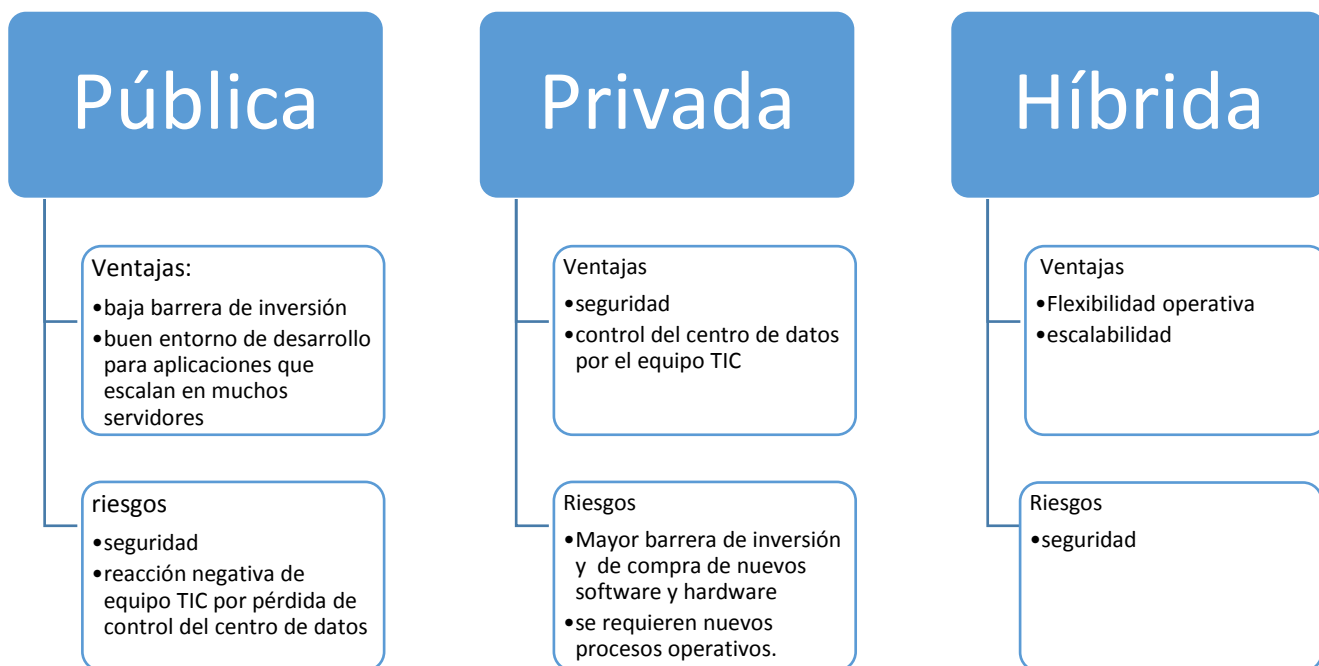 Pública
Ventajas:
•baja barrera de inversión
•buen entorno de desarrollo
para aplicaciones que
escalan en muchos
servidores
riesgos
•seguridad
•reacción negativa de
equipo TIC por pérdida de
control del centro de datos
Privada
Ventajas
•seguridad
•control del centro de datos
por el equipo TIC
Riesgos
•Mayor barrera de inversión
y de compra de nuevos
software y hardware
•se requieren nuevos
procesos operativos.
Híbrida
Ventajas
•Flexibilidad operativa
•escalabilidad
Riesgos
•seguridad